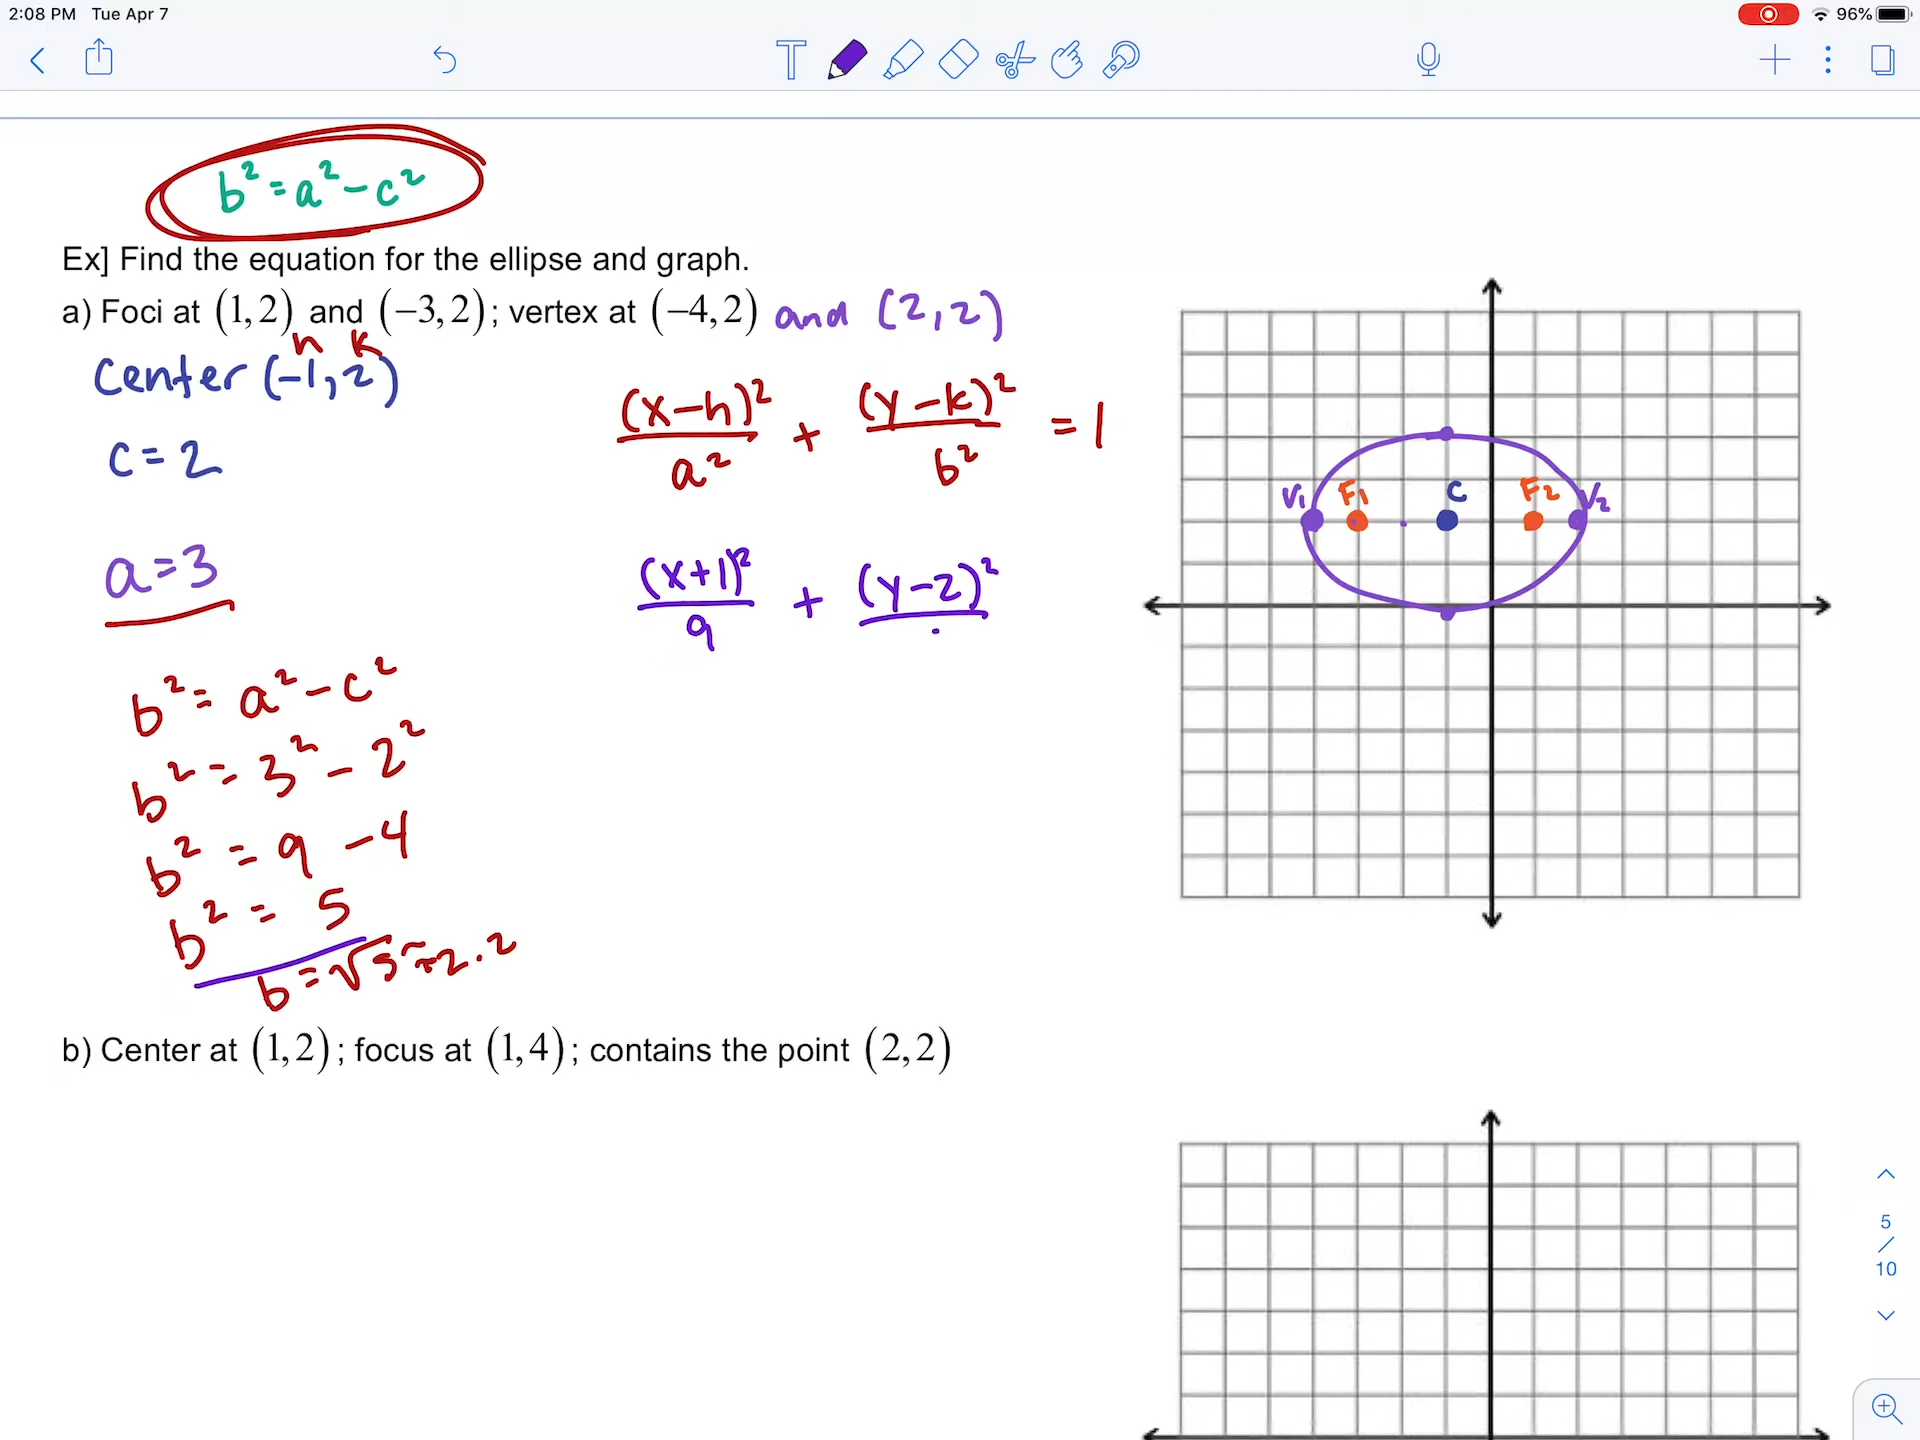 2:08 PM Tue Apr 7 96%
T
b² = a² – c²
Ex] Find the equation for the ellipse and graph.
a) Foci at (1,2) and (−3,2); vertex at (−4,2) and (2,2)
h k
Center (-1,2)
(x-h)²/a² + (y-k)²/b² = 1
c = 2
V1 F1 C F2 V2
a = 3
(x+1)²/9 + (y-2)²
b² = a² - c²
b² = 3² - 2²
b² = 9 - 4
b² = 5
b = √5 ≈ 2.2
b) Center at (1,2); focus at (1,4); contains the point (2,2)
5
/
10